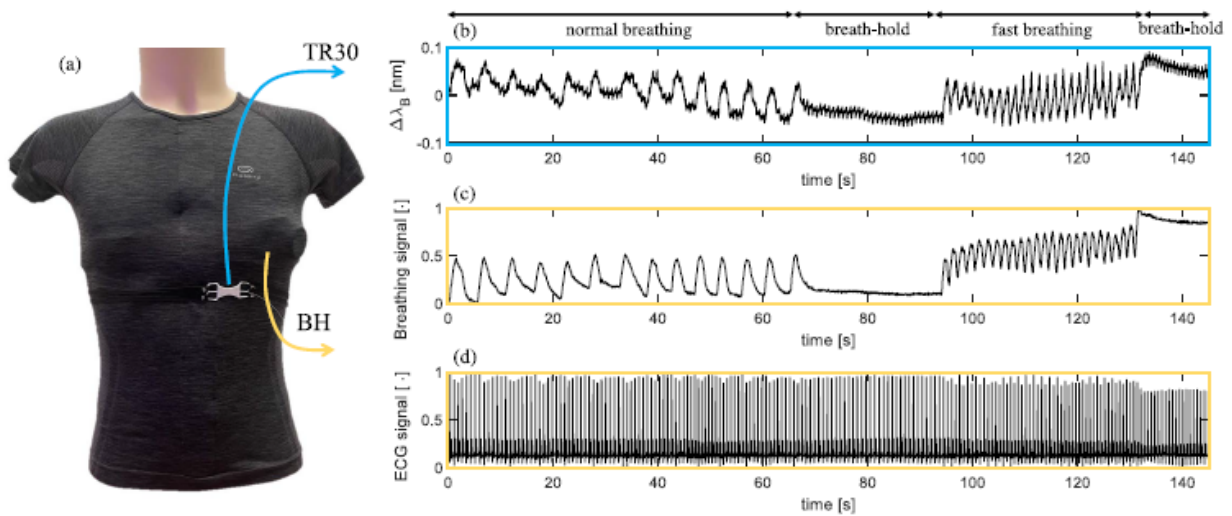 normal breathing breath-hold fast breathing breath-hold
(a)
TR30
BH
(b)
Δλ_B [nm]
0.1
0
-0.1
0 20 40 60 80 100 120 140
time [s]
(c)
Breathing signal [·]
1
0.5
0
0 20 40 60 80 100 120 140
time [s]
(d)
ECG signal [·]
1
0.5
0
0 20 40 60 80 100 120 140
time [s]